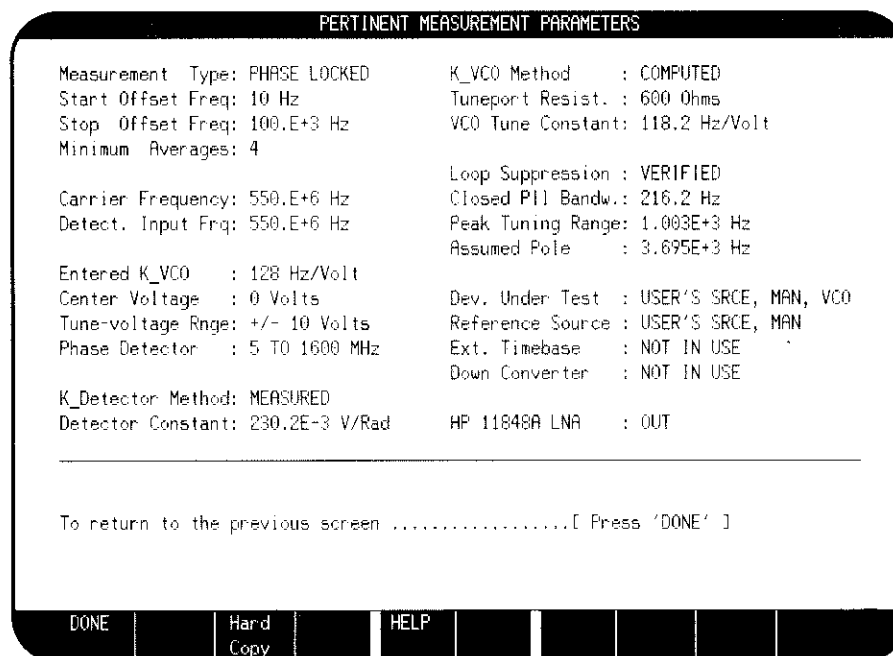 PERTINENT MEASUREMENT PARAMETERS
Measurement Type: PHASE LOCKED
Start Offset Freq: 10 Hz
Stop Offset Freq: 100.E+3 Hz
Minimum Averages: 4
Carrier Frequency: 550.E+6 Hz
Detect. Input Frq: 550.E+6 Hz
Entered K_VCO : 128 Hz/Volt
Center Voltage : 0 Volts
Tune-voltage Rnge: +/- 10 Volts
Phase Detector : 5 TO 1600 MHz
K_Detector Method: MEASURED
Detector Constant: 230.2E-3 V/Rad
K_VCO Method : COMPUTED
Tuneport Resist. : 600 Ohms
VCO Tune Constant: 118.2 Hz/Volt
Loop Suppression : VERIFIED
Closed Pll Bandw.: 216.2 Hz
Peak Tuning Range: 1.003E+3 Hz
Assumed Pole : 3.695E+3 Hz
Dev. Under Test : USER'S SRCE, MAN, VCO
Reference Source : USER'S SRCE, MAN
Ext. Timebase : NOT IN USE
Down Converter : NOT IN USE
HP 11848A LNA : OUT
To return to the previous screen ..................[ Press 'DONE' ]
DONE
Hard
Copy
HELP